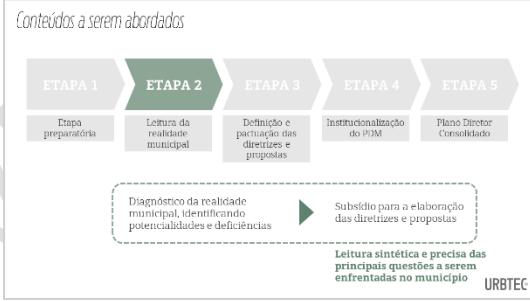 Conteúdos a serem abordados
ETAPA 1
ETAPA 2
ETAPA 3
ETAPA 4
ETAPA 5
Etapa
preparatória
Leitura da
realidade
municipal
Definição e
pactuação das
diretrizes e
propostas
Institucionalização
do PDM
Plano Diretor
Consolidado
Diagnóstico da realidade
municipal, identificando
potencialidades e deficiências
Subsídio para a elaboração
das diretrizes e propostas
Leitura sintética e precisa das
principais questões a serem
enfrentadas no município
URBTEC